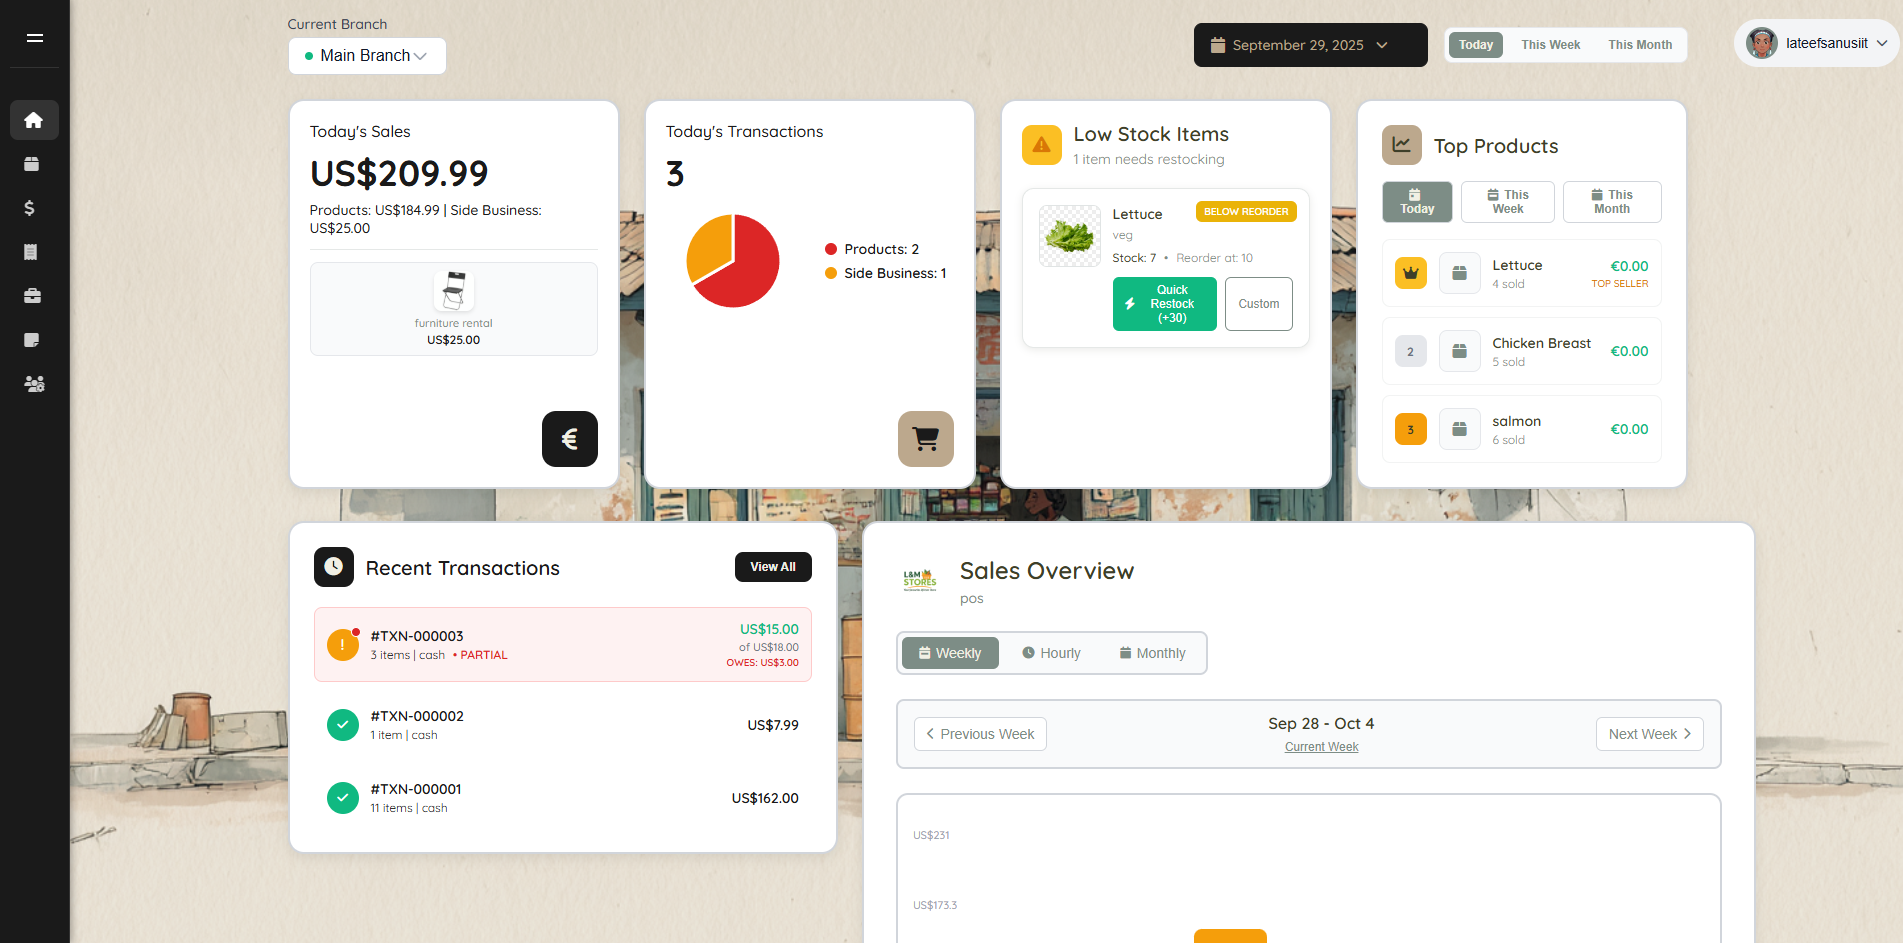 Current Branch
Main Branch
September 29, 2025
Today
This Week
This Month
lateefsanusiit
Today's Sales
US$209.99
Products: US$184.99 | Side Business:
US$25.00
furniture rental
US$25.00
€
Today's Transactions
3
Products: 2
Side Business: 1
Low Stock Items
1 item needs restocking
BELOW REORDER
Lettuce
veg
Stock: 7 • Reorder at: 10
Quick
Restock
(+30)
Custom
Top Products
Today
This
Week
This
Month
Lettuce
€0.00
4 sold
TOP SELLER
2
Chicken Breast
€0.00
5 sold
3
salmon
€0.00
6 sold
Recent Transactions
View All
#TXN-000003
US$15.00
3 items | cash • PARTIAL
of US$18.00
OWES: US$3.00
#TXN-000002
US$7.99
1 item | cash
#TXN-000001
US$162.00
11 items | cash
L&M
STORES
Sales Overview
pos
Weekly
Hourly
Monthly
Previous Week
Sep 28 - Oct 4
Current Week
Next Week
US$231
US$173.3